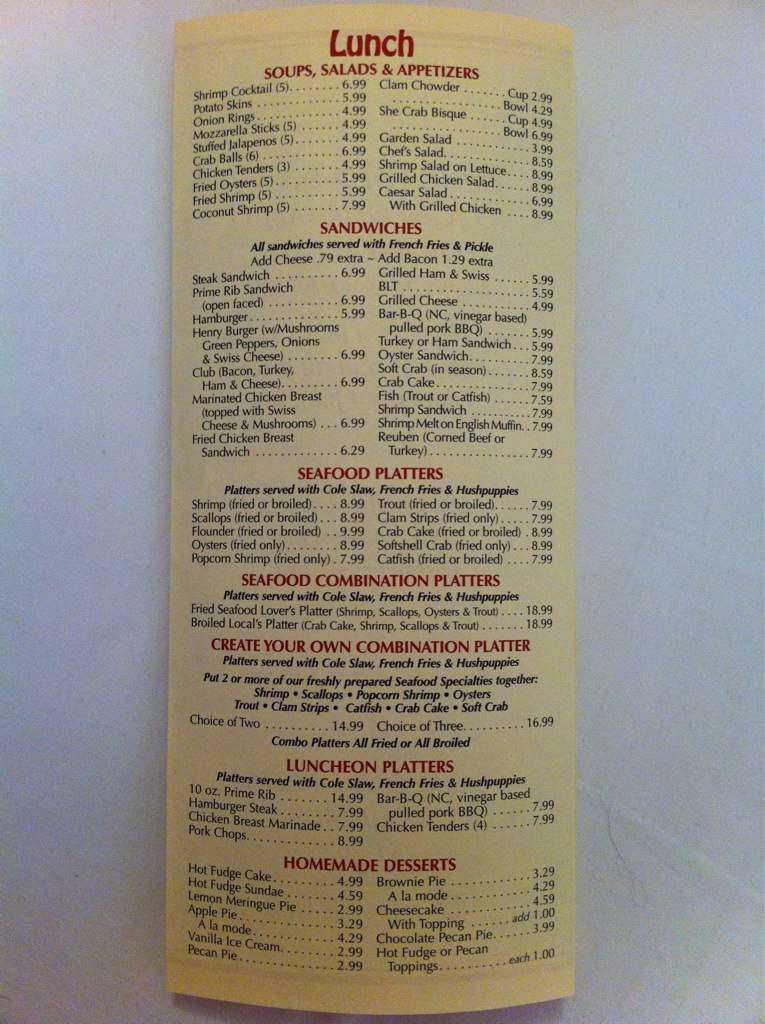 Lunch
SOUPS, SALADS & APPETIZERS
Shrimp Cocktail (5) . . . . . . . . 6.99
Potato Skins . . . . . . . . . . . . . 5.99
Onion Rings . . . . . . . . . . . . . 4.99
Mozzarella Sticks (5) . . . . . . . 4.99
Stuffed Jalapenos (5) . . . . . . . 4.99
Crab Balls (6) . . . . . . . . . . . . 6.99
Chicken Tenders (3) . . . . . . . 4.99
Fried Oysters (5) . . . . . . . . . . 5.99
Fried Shrimp (5) . . . . . . . . . . 5.99
Coconut Shrimp (5) . . . . . . . 7.99
Clam Chowder . . . . . . Cup 2.99
. . . . . . . . . . . . . . . . Bowl 4.29
She Crab Bisque . . . . . . Cup 4.99
. . . . . . . . . . . . . . . . Bowl 6.99
Garden Salad . . . . . . . . . . . . 3.99
Chef's Salad . . . . . . . . . . . . . 8.59
Shrimp Salad on Lettuce . . . . 8.99
Grilled Chicken Salad . . . . . . 8.99
Caesar Salad . . . . . . . . . . . . 6.99
With Grilled Chicken . . . . 8.99
SANDWICHES
All sandwiches served with French Fries & Pickle
Add Cheese .79 extra ~ Add Bacon 1.29 extra
Steak Sandwich . . . . . . . . . . 6.99
Prime Rib Sandwich
(open faced) . . . . . . . . . . . 6.99
Hamburger . . . . . . . . . . . . . . 5.99
Henry Burger (w/Mushrooms
Green Peppers, Onions
& Swiss Cheese) . . . . . . . . 6.99
Club (Bacon, Turkey,
Ham & Cheese) . . . . . . . . . 6.99
Marinated Chicken Breast
(topped with Swiss
Cheese & Mushrooms) . . . 6.99
Fried Chicken Breast
Sandwich . . . . . . . . . . . . . 6.29
Grilled Ham & Swiss . . . . . . 5.99
BLT . . . . . . . . . . . . . . . . . . . 5.59
Grilled Cheese . . . . . . . . . . . 4.99
Bar-B-Q (NC, vinegar based)
pulled pork BBQ) . . . . . . . 5.99
Turkey or Ham Sandwich . . . 5.99
Oyster Sandwich . . . . . . . . . . 7.99
Soft Crab (in season) . . . . . . . 8.59
Crab Cake . . . . . . . . . . . . . . . 7.99
Fish (Trout or Catfish) . . . . . . 7.59
Shrimp Sandwich . . . . . . . . . 7.99
Shrimp Melt on English Muffin . . 7.99
Reuben (Corned Beef or
Turkey) . . . . . . . . . . . . . . . 7.99
SEAFOOD PLATTERS
Platters served with Cole Slaw, French Fries & Hushpuppies
Shrimp (fried or broiled) . . . . 8.99
Scallops (fried or broiled) . . . 8.99
Flounder (fried or broiled) . . 9.99
Oysters (fried only) . . . . . . . . 8.99
Popcorn Shrimp (fried only) . 7.99
Trout (fried or broiled) . . . . . . 7.99
Clam Strips (fried only) . . . . . 7.99
Crab Cake (fried or broiled) . 8.99
Softshell Crab (fried only) . . . 8.99
Catfish (fried or broiled) . . . . 7.99
SEAFOOD COMBINATION PLATTERS
Platters served with Cole Slaw, French Fries & Hushpuppies
Fried Seafood Lover's Platter (Shrimp, Scallops, Oysters & Trout) . . . . 18.99
Broiled Local's Platter (Crab Cake, Shrimp, Scallops & Trout) . . . . . . . 18.99
CREATE YOUR OWN COMBINATION PLATTER
Platters served with Cole Slaw, French Fries & Hushpuppies
Put 2 or more of our freshly prepared Seafood Specialties together:
Shrimp • Scallops • Popcorn Shrimp • Oysters
Trout • Clam Strips • Catfish • Crab Cake • Soft Crab
Choice of Two . . . . . . . . . . 14.99 Choice of Three . . . . . . . . . . 16.99
Combo Platters All Fried or All Broiled
LUNCHEON PLATTERS
Platters served with Cole Slaw, French Fries & Hushpuppies
10 oz. Prime Rib . . . . . . . 14.99
Hamburger Steak . . . . . . . 7.99
Chicken Breast Marinade . . 7.99
Pork Chops . . . . . . . . . . . . 8.99
Bar-B-Q (NC, vinegar based
pulled pork BBQ) . . . . . . . 7.99
Chicken Tenders (4) . . . . . . 7.99
HOMEMADE DESSERTS
Hot Fudge Cake . . . . . . . . . 4.99
Hot Fudge Sundae . . . . . . . 4.59
Lemon Meringue Pie . . . . . 2.99
Apple Pie . . . . . . . . . . . . . . 3.29
A la mode . . . . . . . . . . . . 4.29
Vanilla Ice Cream . . . . . . . . 2.99
Pecan Pie . . . . . . . . . . . . . . 2.99
Brownie Pie . . . . . . . . . . . . 3.29
A la mode . . . . . . . . . . . . 4.29
Cheesecake . . . . . . . . . . . . 4.59
With Topping . . . . . . add 1.00
Chocolate Pecan Pie . . . . . . 3.99
Hot Fudge or Pecan
Toppings . . . . . . . . . . each 1.00